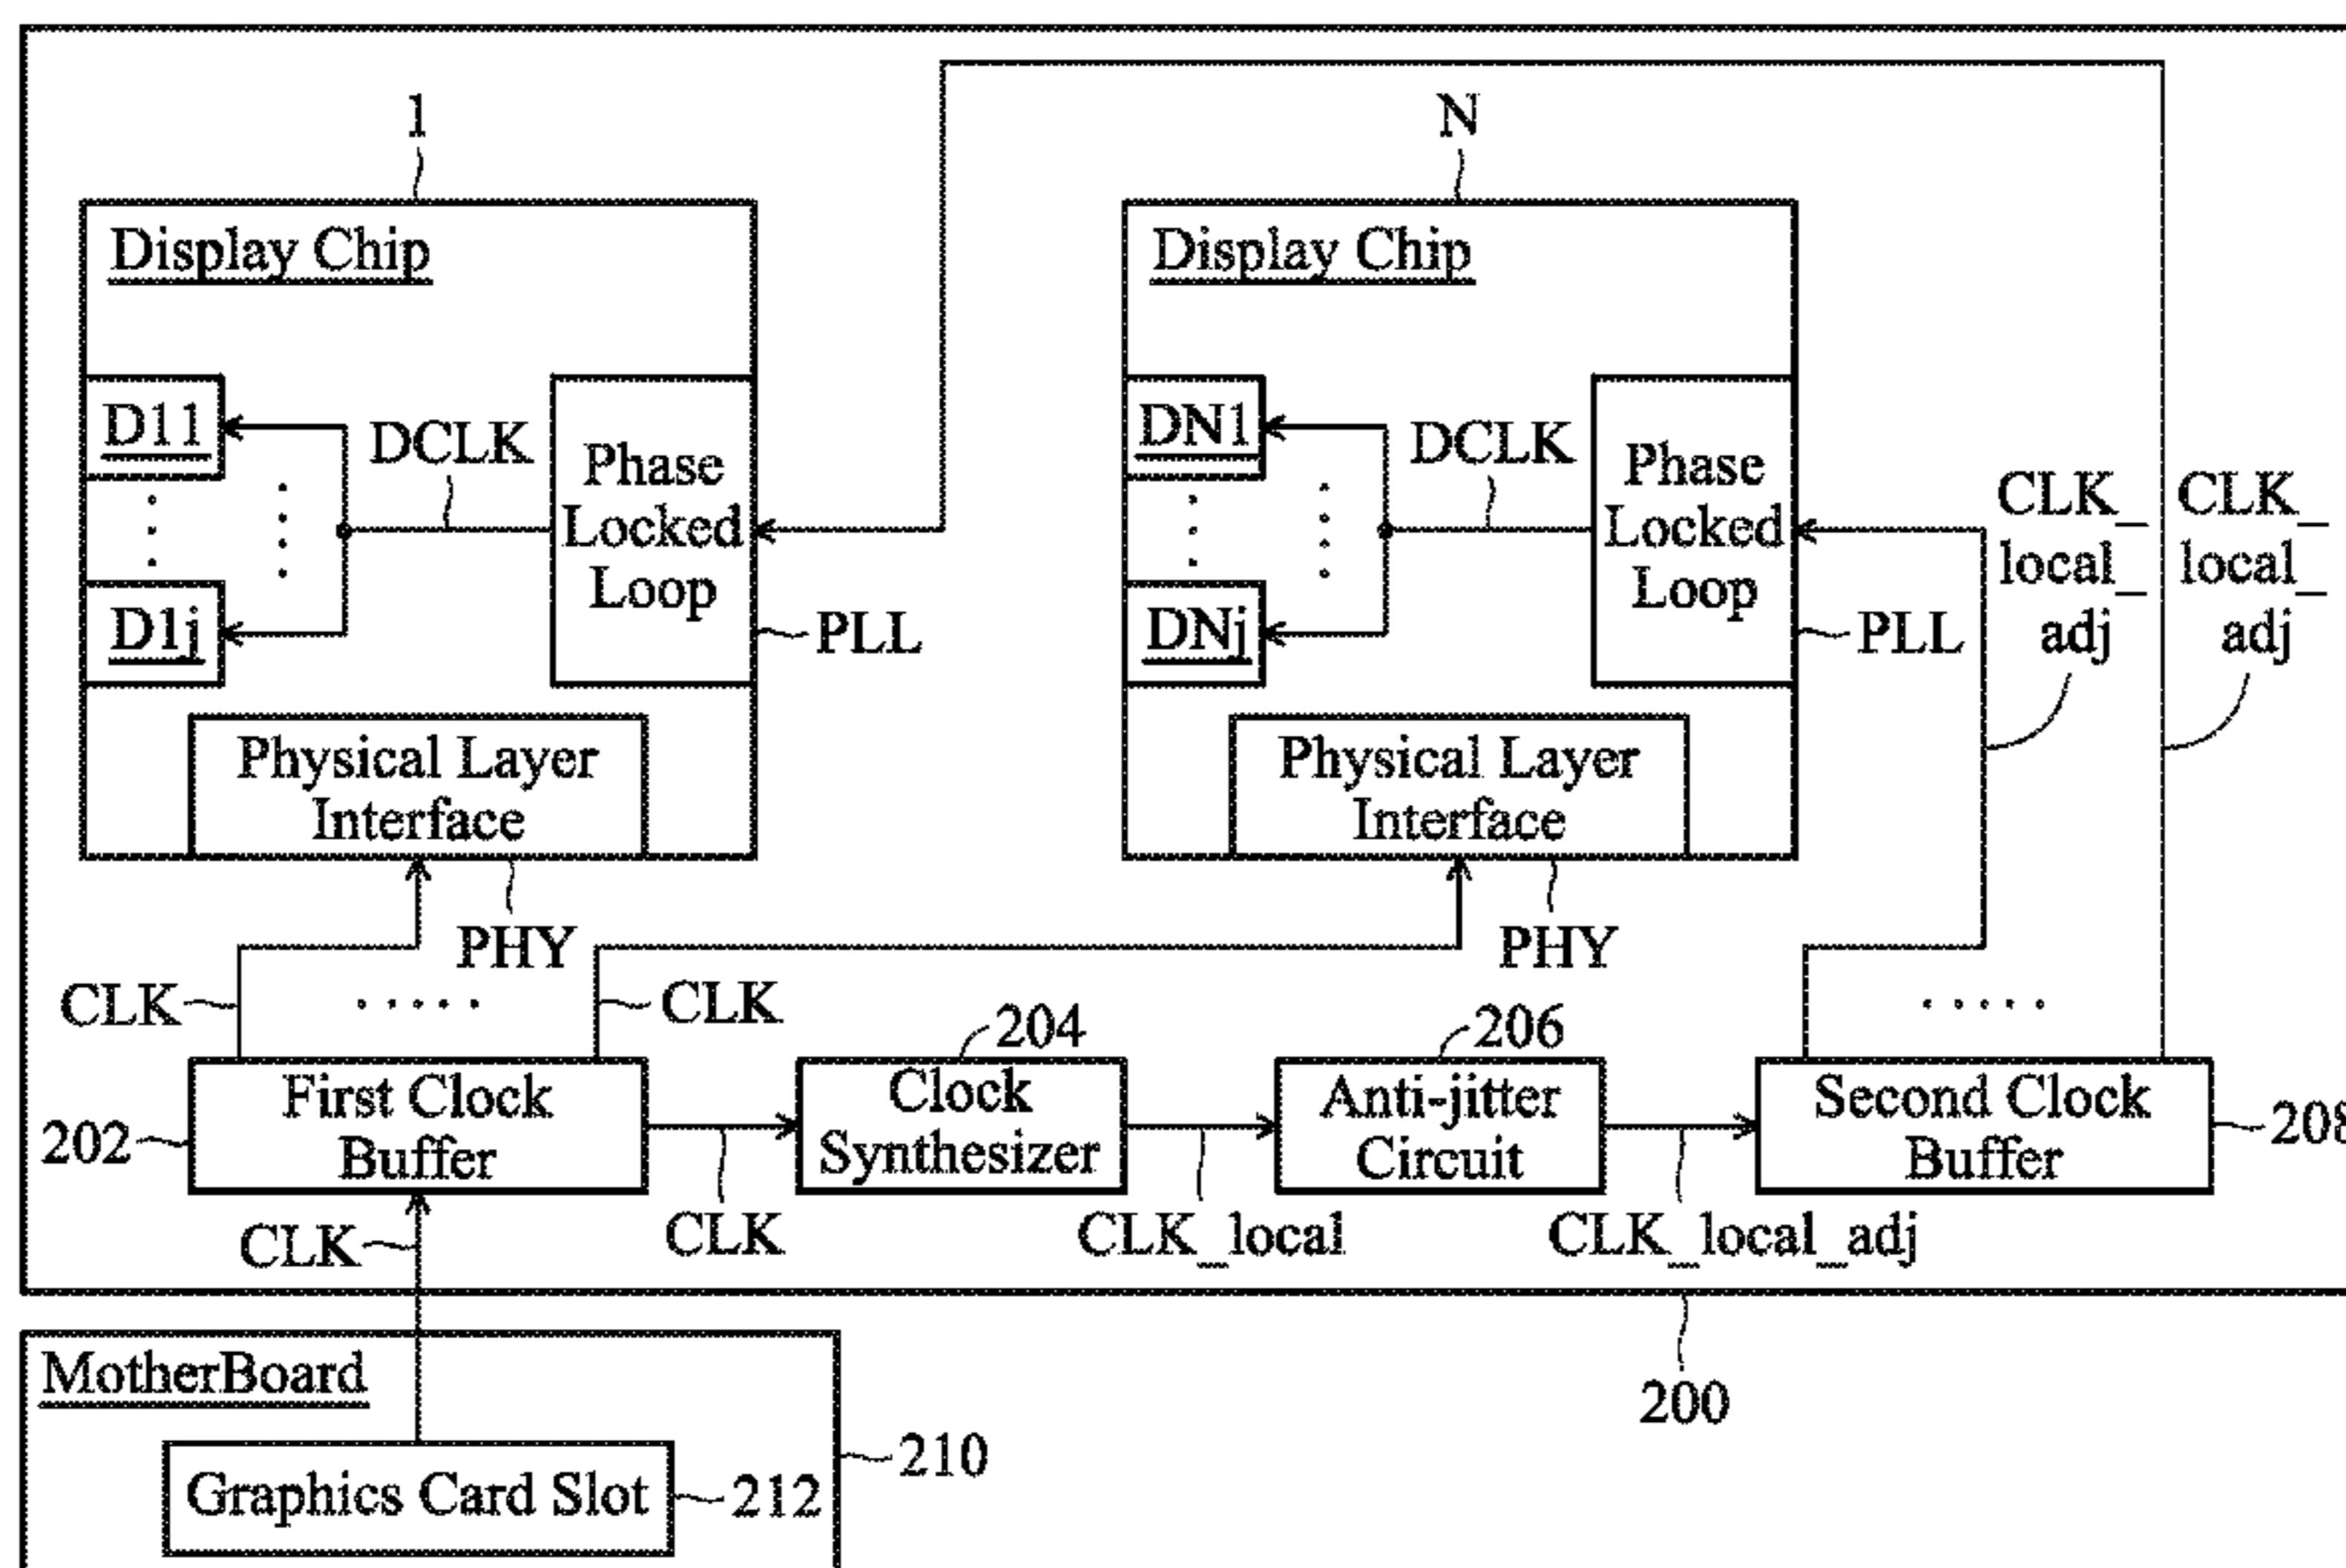 1
N
Display Chip
Display Chip
D11
DCLK
Phase
Locked
Loop
D1j
PLL
DN1
DCLK
Phase
Locked
Loop
DNj
PLL
CLK_
local_
adj
CLK_
local_
adj
Physical Layer
Interface
Physical Layer
Interface
PHY
PHY
CLK
CLK
204
206
First Clock
Buffer
202
Clock
Synthesizer
Anti-jitter
Circuit
Second Clock
Buffer
208
CLK
CLK
CLK_local
CLK_local_adj
200
MotherBoard
210
Graphics Card Slot
212